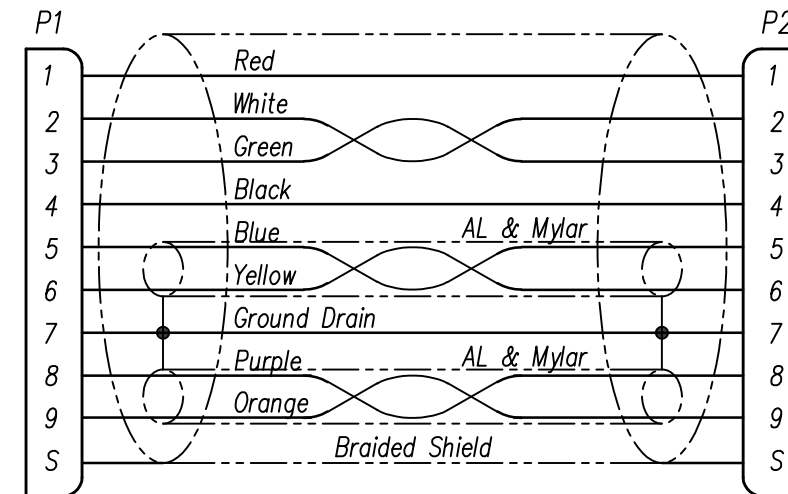 P1 P2
1 Red 1
2 White 2
3 Green 3
4 Black 4
5 Blue AL & Mylar 5
6 Yellow 6
7 Ground Drain 7
8 Purple AL & Mylar 8
9 Orange 9
S Braided Shield S